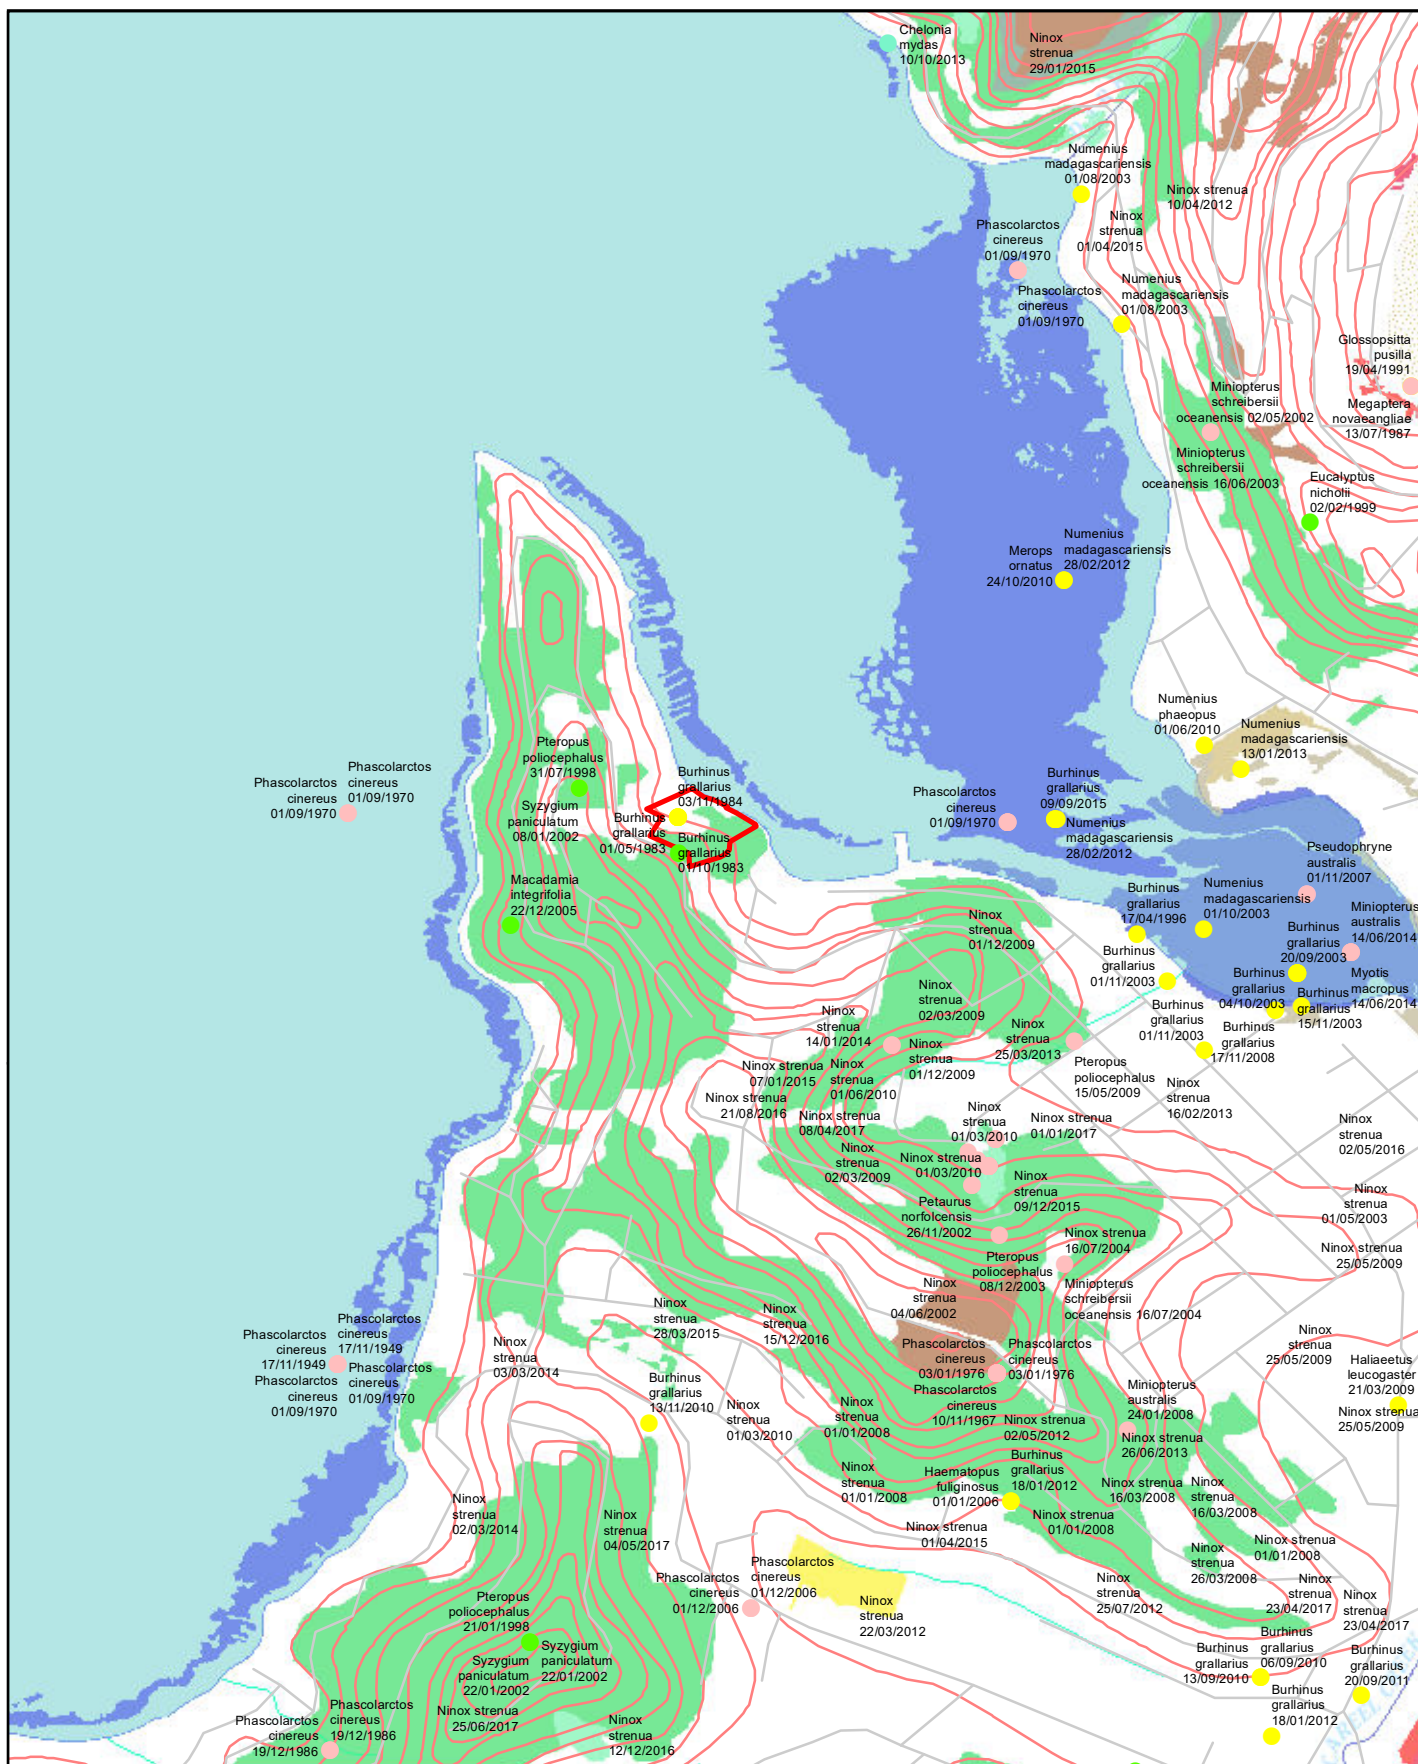 Chelonia
mydas
10/10/2013
Ninox
strenua
29/01/2015
Numenius
madagascariensis
01/08/2003
Ninox strenua
10/04/2012
Ninox
strenua
01/04/2015
Phascolarctos
cinereus
01/09/1970
Phascolarctos
cinereus
01/09/1970
Numenius
madagascariensis
01/08/2003
Glossopsitta
pusilla
19/04/1991
Megaptera
novaeangliae
13/07/1987
Miniopterus
schreibersii
oceanensis 02/05/2002
Miniopterus
schreibersii
oceanensis 16/06/2003
Eucalyptus
nicholii
02/02/1999
Merops
ornatus
24/10/2010
Numenius
madagascariensis
28/02/2012
Numenius
phaeopus
01/06/2010
Numenius
madagascariensis
13/01/2013
Pteropus
poliocephalus
31/07/1998
Syzygium
paniculatum
08/01/2002
Burhinus
grallarius
03/11/1984
Burhinus
grallarius
01/05/1983
Burhinus
grallarius
01/10/1983
Phascolarctos
cinereus
01/09/1970
Phascolarctos
cinereus
01/09/1970
Phascolarctos
cinereus
01/09/1970
Burhinus
grallarius
09/09/2015
Numenius
madagascariensis
28/02/2012
Macadamia
integrifolia
22/12/2005
Pseudophryne
australis
01/11/2007
Burhinus
grallarius
17/04/1996
Numenius
madagascariensis
01/10/2003
Miniopterus
australis
14/06/2014
Burhinus
grallarius
20/09/2003
Burhinus
grallarius
01/11/2003
Burhinus
grallarius
04/10/2003
Myotis
macropus
14/06/2014
Burhinus
grallarius
15/11/2003
Burhinus
grallarius
01/11/2003
Burhinus
grallarius
17/11/2008
Ninox
strenua
01/12/2009
Ninox
strenua
02/03/2009
Ninox
strenua
14/01/2014
Ninox
strenua
01/12/2009
Ninox
strenua
25/03/2013
Pteropus
poliocephalus
15/05/2009
Ninox strenua
07/01/2015
Ninox
strenua
01/06/2010
Ninox
strenua
16/02/2013
Ninox strenua
21/08/2016
Ninox strenua
08/04/2017
Ninox
strenua
01/03/2010
Ninox strenua
01/01/2017
Ninox
strenua
02/05/2016
Ninox
strenua
02/03/2009
Ninox strenua
01/03/2010
Ninox
strenua
09/12/2015
Ninox
strenua
01/05/2003
Petaurus
norfolcensis
26/11/2002
Ninox strenua
16/07/2004
Ninox strenua
25/05/2009
Pteropus
poliocephalus
08/12/2003
Miniopterus
schreibersii
oceanensis 16/07/2004
Ninox
strenua
04/06/2002
Ninox
strenua
28/03/2015
Ninox
strenua
15/12/2016
Phascolarctos
cinereus
17/11/1949
Phascolarctos
cinereus
17/11/1949
Phascolarctos
cinereus
01/09/1970
Phascolarctos
cinereus
01/09/1970
Ninox
strenua
03/03/2014
Phascolarctos
cinereus
03/01/1976
Phascolarctos
cinereus
03/01/1976
Phascolarctos
cinereus
10/11/1967
Ninox
strenua
25/05/2009
Haliaeetus
leucogaster
21/03/2009
Ninox strenua
25/05/2009
Burhinus
grallarius
13/11/2010
Ninox
strenua
01/03/2010
Ninox
strenua
01/01/2008
Miniopterus
australis
24/01/2008
Ninox strenua
02/05/2012
Ninox strenua
26/06/2013
Ninox
strenua
01/01/2008
Haematopus
fuliginosus
01/01/2006
Burhinus
grallarius
18/01/2012
Ninox strenua
16/03/2008
Ninox
strenua
16/03/2008
Ninox
strenua
02/03/2014
Ninox
strenua
04/05/2017
Ninox strenua
01/04/2015
Ninox strenua
01/01/2008
Ninox strenua
01/01/2008
Ninox
strenua
26/03/2008
Phascolarctos
cinereus
01/12/2006
Phascolarctos
cinereus
01/12/2006
Ninox
strenua
22/03/2012
Ninox
strenua
25/07/2012
Ninox
strenua
23/04/2017
Ninox
strenua
23/04/2017
Pteropus
poliocephalus
21/01/1998
Syzygium
paniculatum
22/01/2002
Syzygium
paniculatum
22/01/2002
Burhinus
grallarius
13/09/2010
Burhinus
grallarius
06/09/2010
Burhinus
grallarius
20/09/2011
Burhinus
grallarius
18/01/2012
Ninox strenua
25/06/2017
Phascolarctos
cinereus
19/12/1986
Phascolarctos
cinereus
19/12/1986
Ninox
strenua
12/12/2016